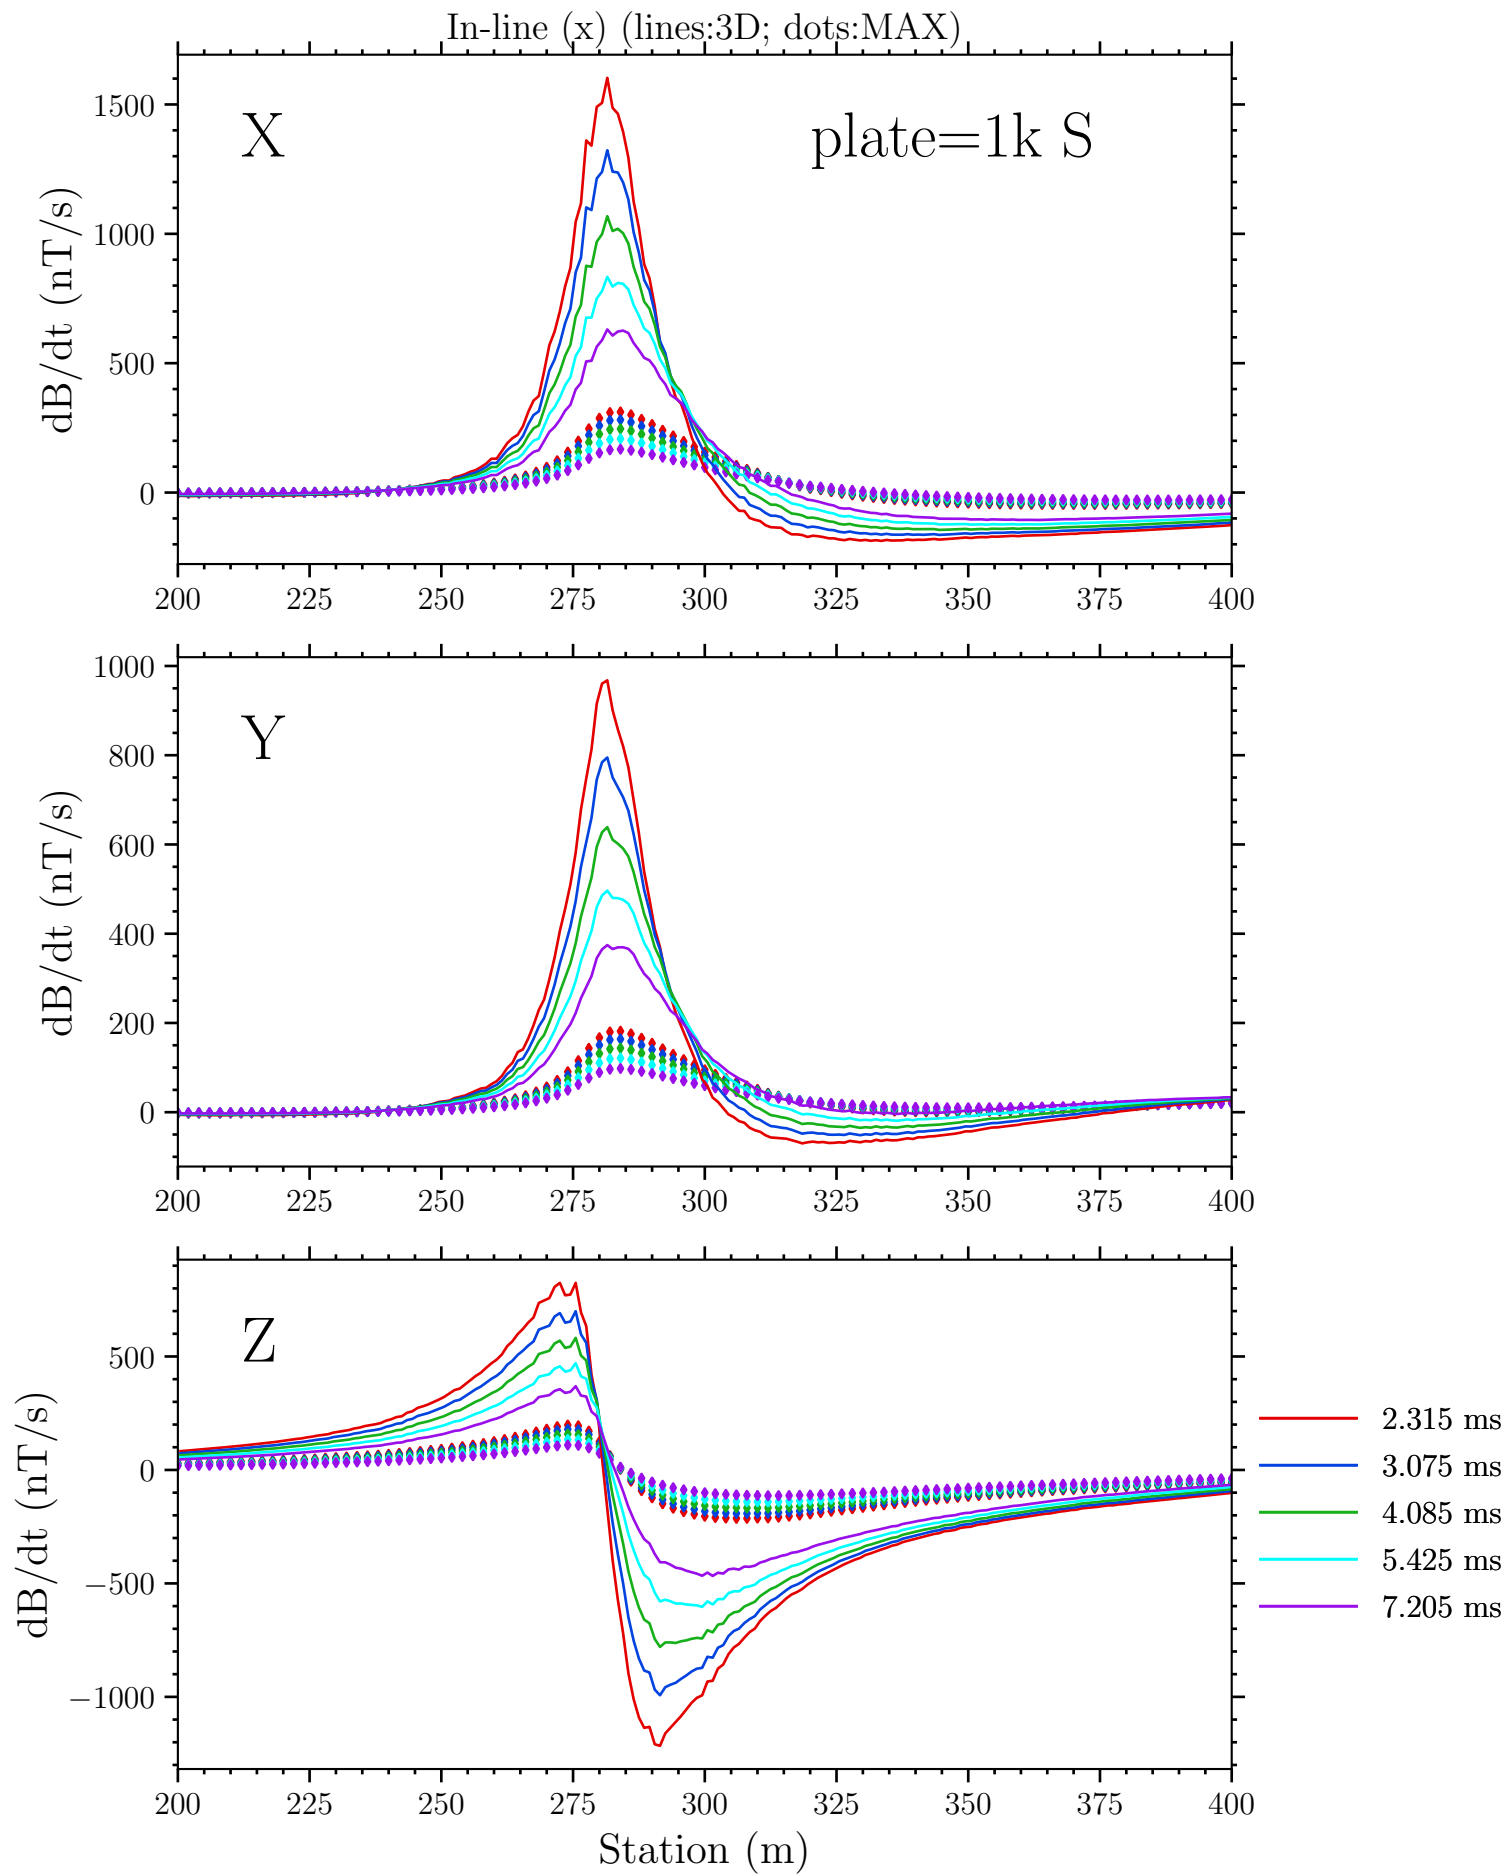 In-line (x) (lines:3D; dots:MAX)
X
plate=1k S
dB/dt (nT/s)
1500
1000
500
0
200 225 250 275 300 325 350 375 400
Y
dB/dt (nT/s)
1000
800
600
400
200
0
200 225 250 275 300 325 350 375 400
Z
dB/dt (nT/s)
500
0
−500
−1000
200 225 250 275 300 325 350 375 400
Station (m)
2.315 ms
3.075 ms
4.085 ms
5.425 ms
7.205 ms